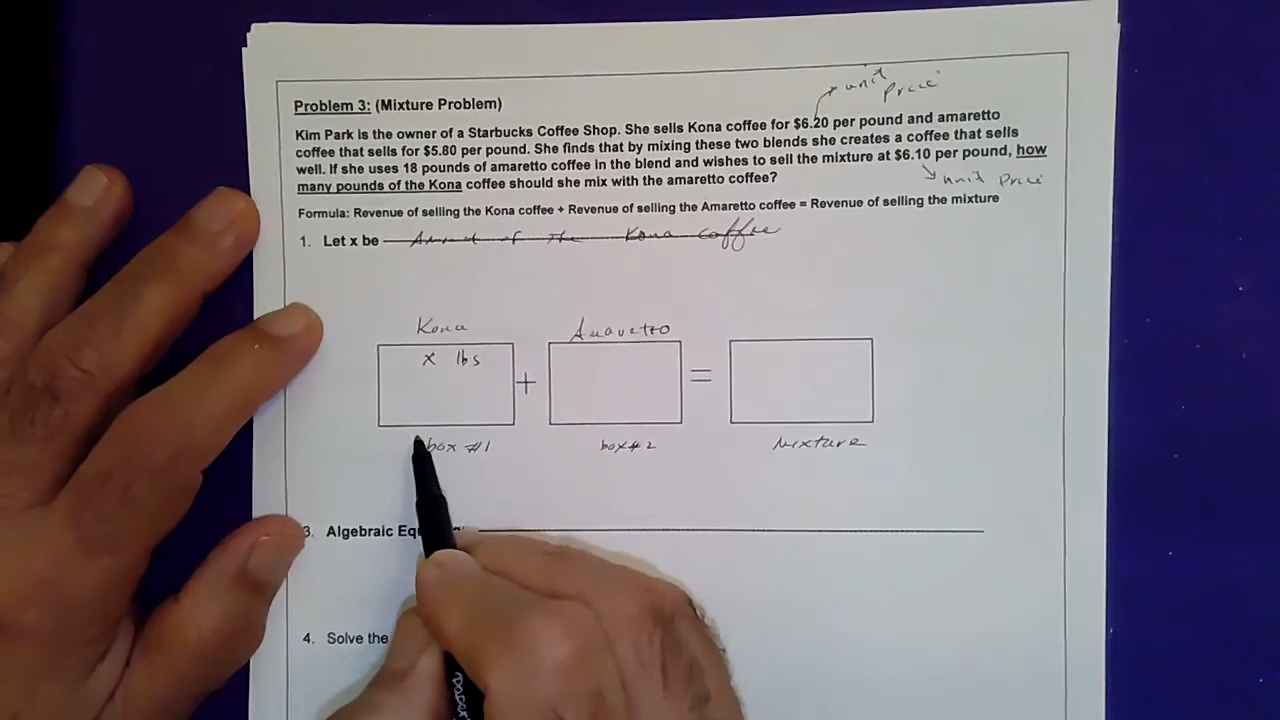 unit
Price
Problem 3: (Mixture Problem)
Kim Park is the owner of a Starbucks Coffee Shop. She sells Kona coffee for $6.20 per pound and amaretto
coffee that sells for $5.80 per pound. She finds that by mixing these two blends she creates a coffee that sells
well. If she uses 18 pounds of amaretto coffee in the blend and wishes to sell the mixture at $6.10 per pound, how
many pounds of the Kona coffee should she mix with the amaretto coffee?
unit Price
Formula: Revenue of selling the Kona coffee + Revenue of selling the Amaretto coffee = Revenue of selling the mixture
1. Let x be Amount of the Kona coffee
Kona Amaretto
x lbs
+ =
box #1 box #2 Mixture
3. Algebraic
4. Solve the